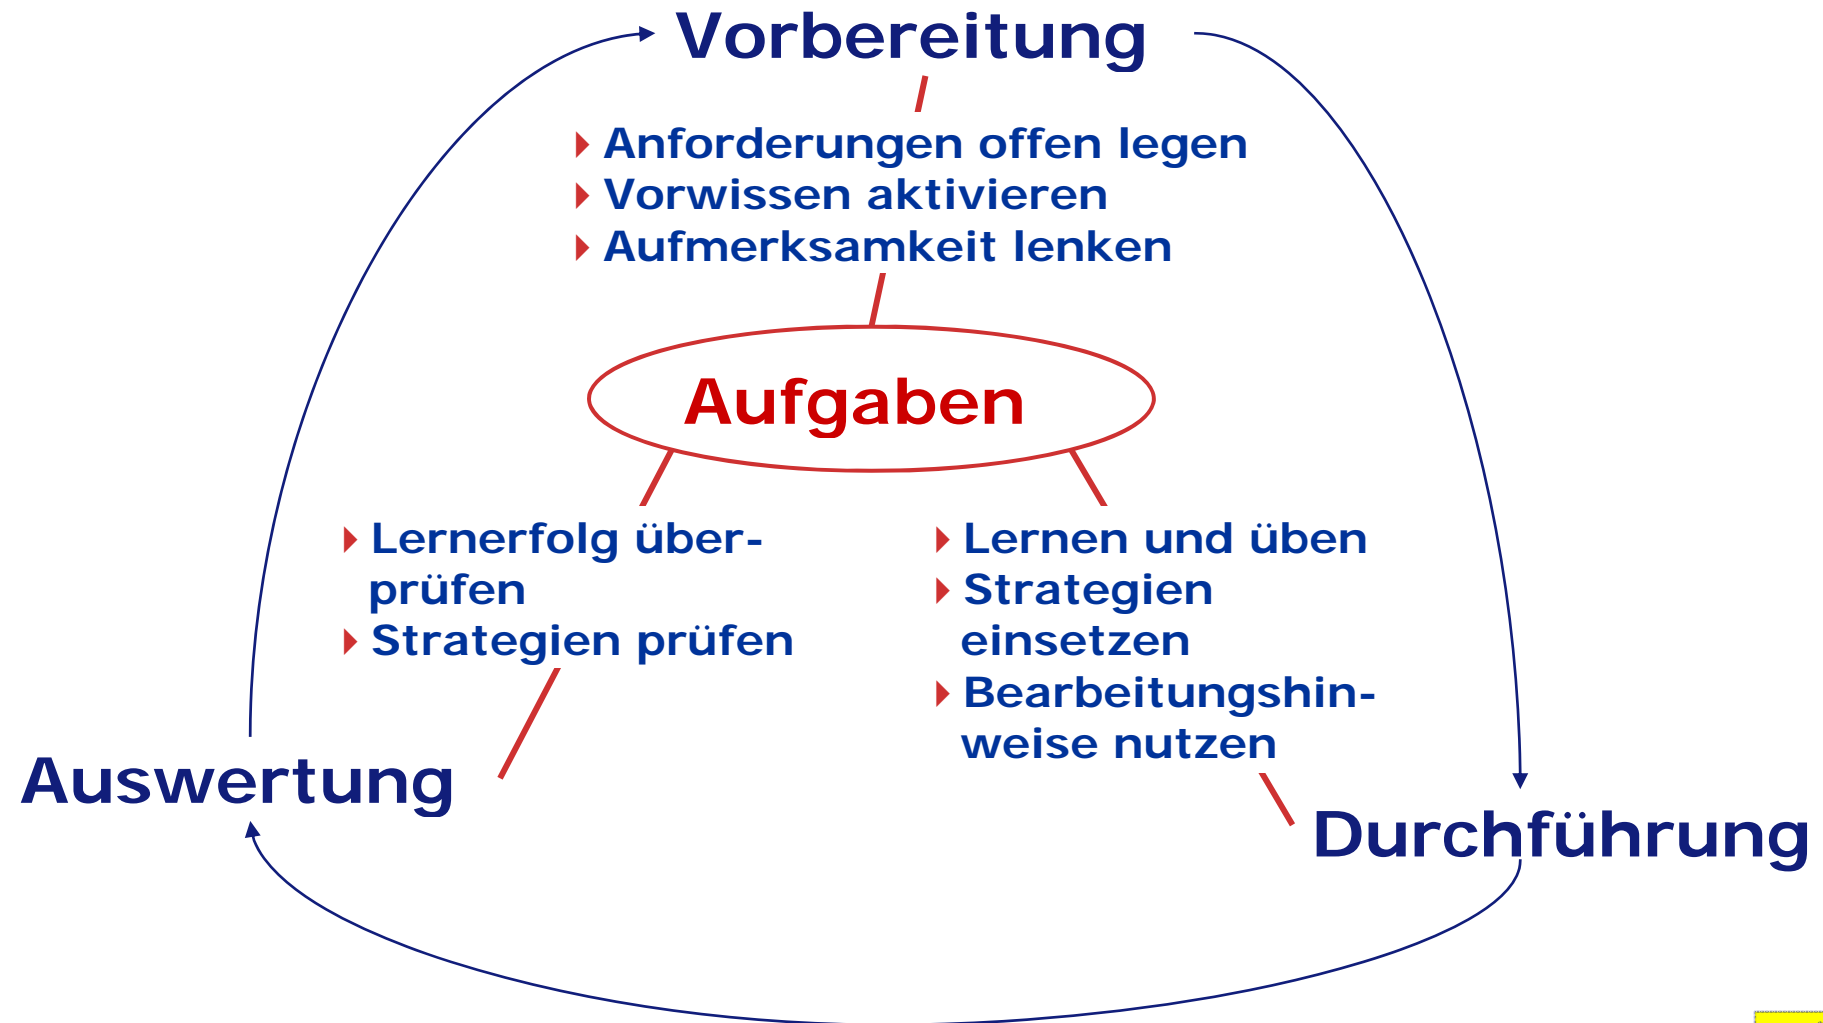 Vorbereitung
Anforderungen offen legen
Vorwissen aktivieren
Aufmerksamkeit lenken
Aufgaben
Lernerfolg über-
prüfen
Strategien prüfen
Lernen und üben
Strategien
einsetzen
Bearbeitungshin-
weise nutzen
Auswertung
Durchführung